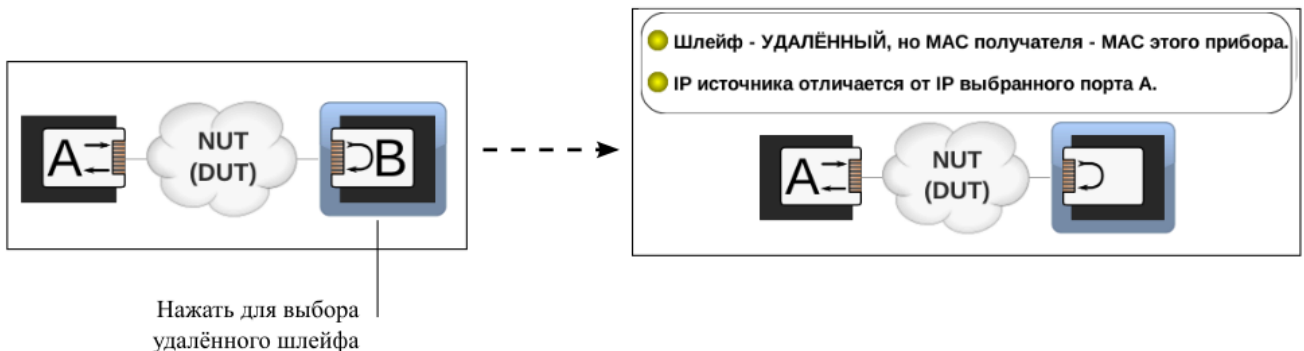 Шлейф - УДАЛЁННЫЙ, но MAC получателя - MAC этого прибора.
IP источника отличается от IP выбранного порта A.
A
NUT
(DUT)
B
A
NUT
(DUT)
Нажать для выбора
удалённого шлейфа